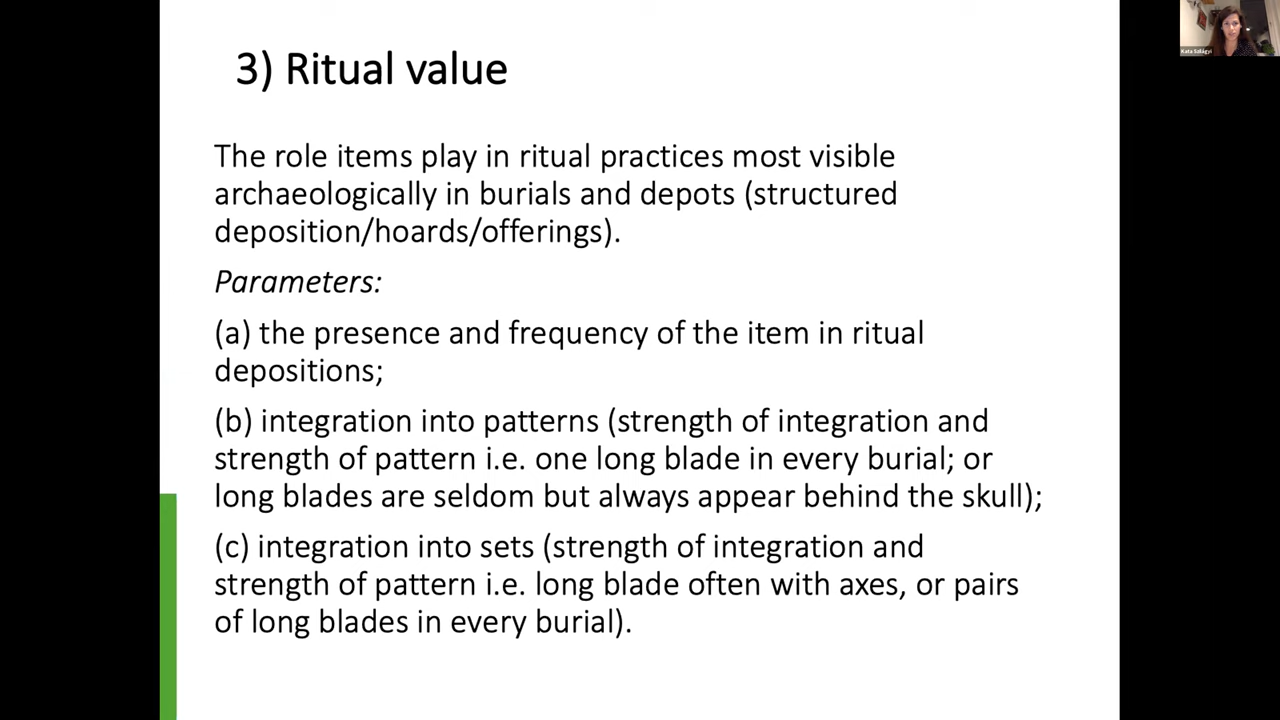 3) Ritual value
Kata Szilágyi
The role items play in ritual practices most visible
archaeologically in burials and depots (structured
deposition/hoards/offerings).
Parameters:
(a) the presence and frequency of the item in ritual
depositions;
(b) integration into patterns (strength of integration and
strength of pattern i.e. one long blade in every burial; or
long blades are seldom but always appear behind the skull);
(c) integration into sets (strength of integration and
strength of pattern i.e. long blade often with axes, or pairs
of long blades in every burial).